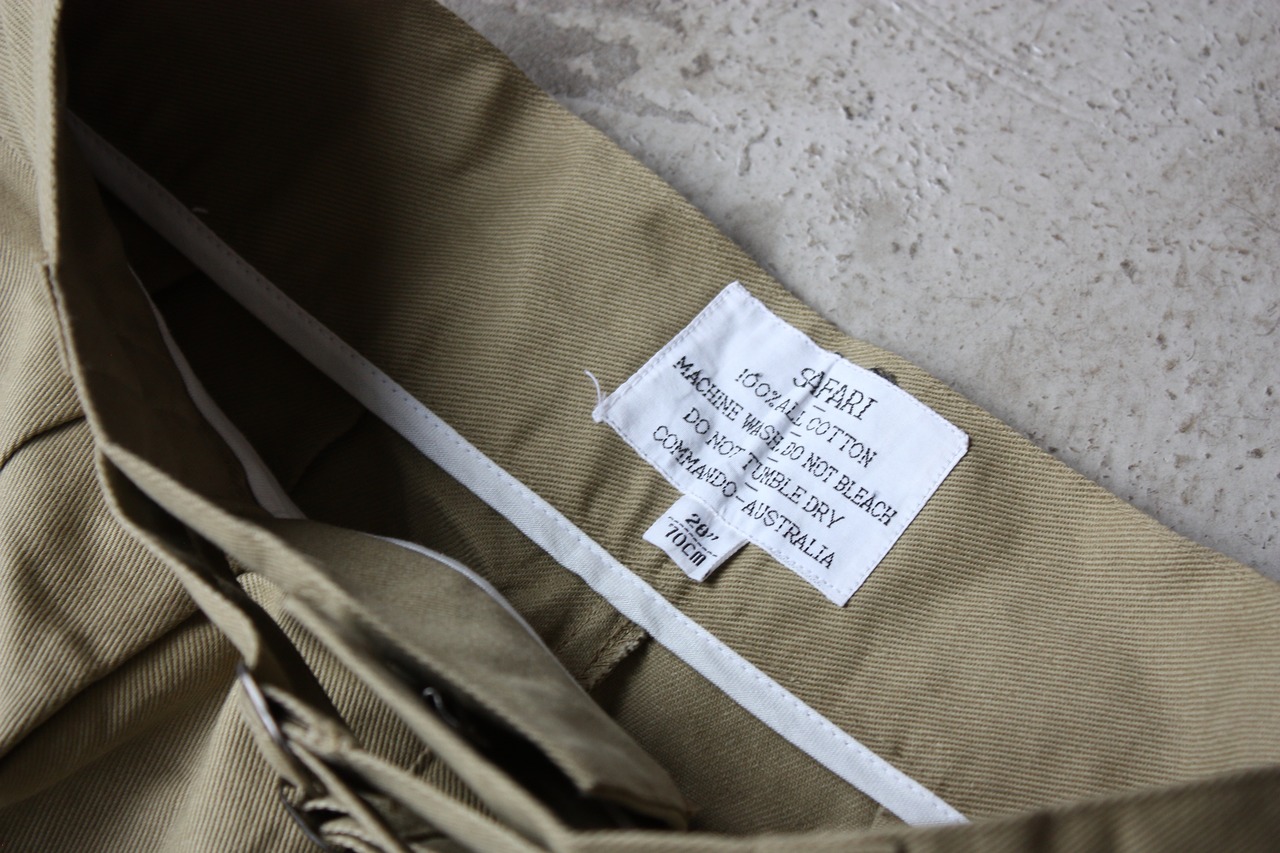 SAFARI
100% ALL COTTON
MACHINE WASH, DO NOT BLEACH
DO NOT TUMBLE DRY
COMMANDO-AUSTRALIA
28"
70cm